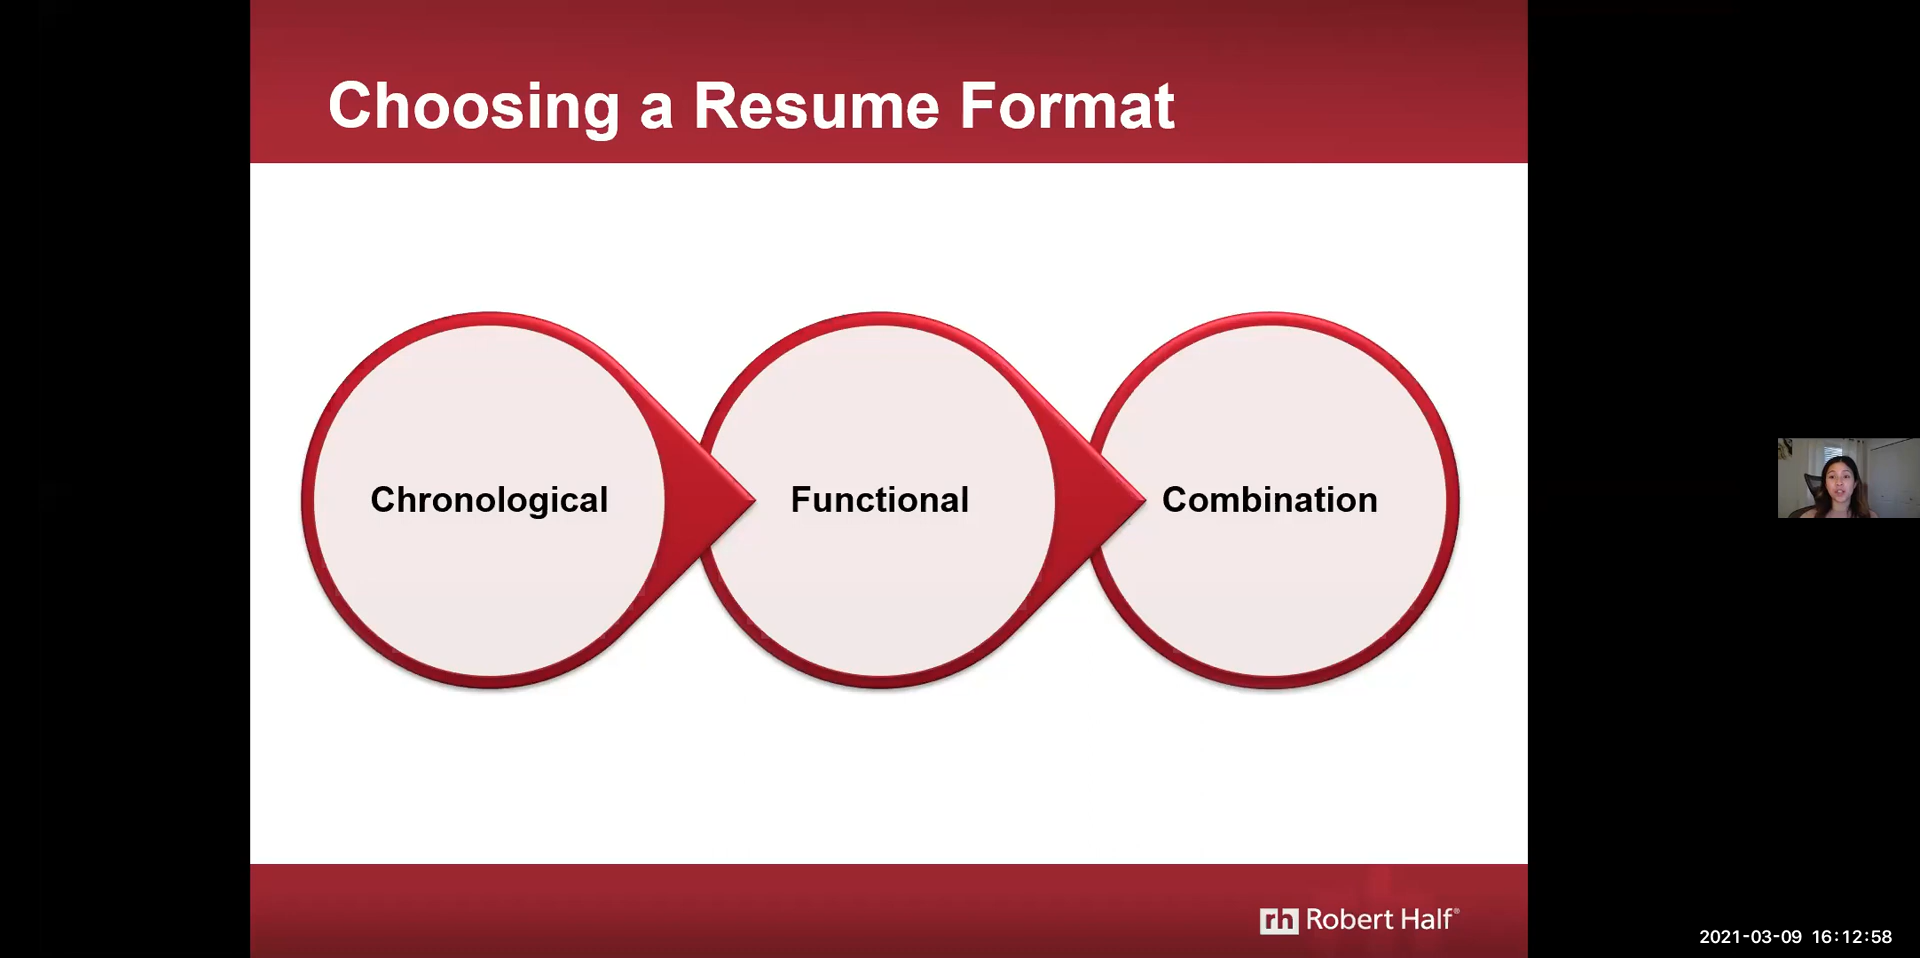 Choosing a Resume Format
Chronological
Functional
Combination
rh Robert Half®
2021-03-09 16:12:58